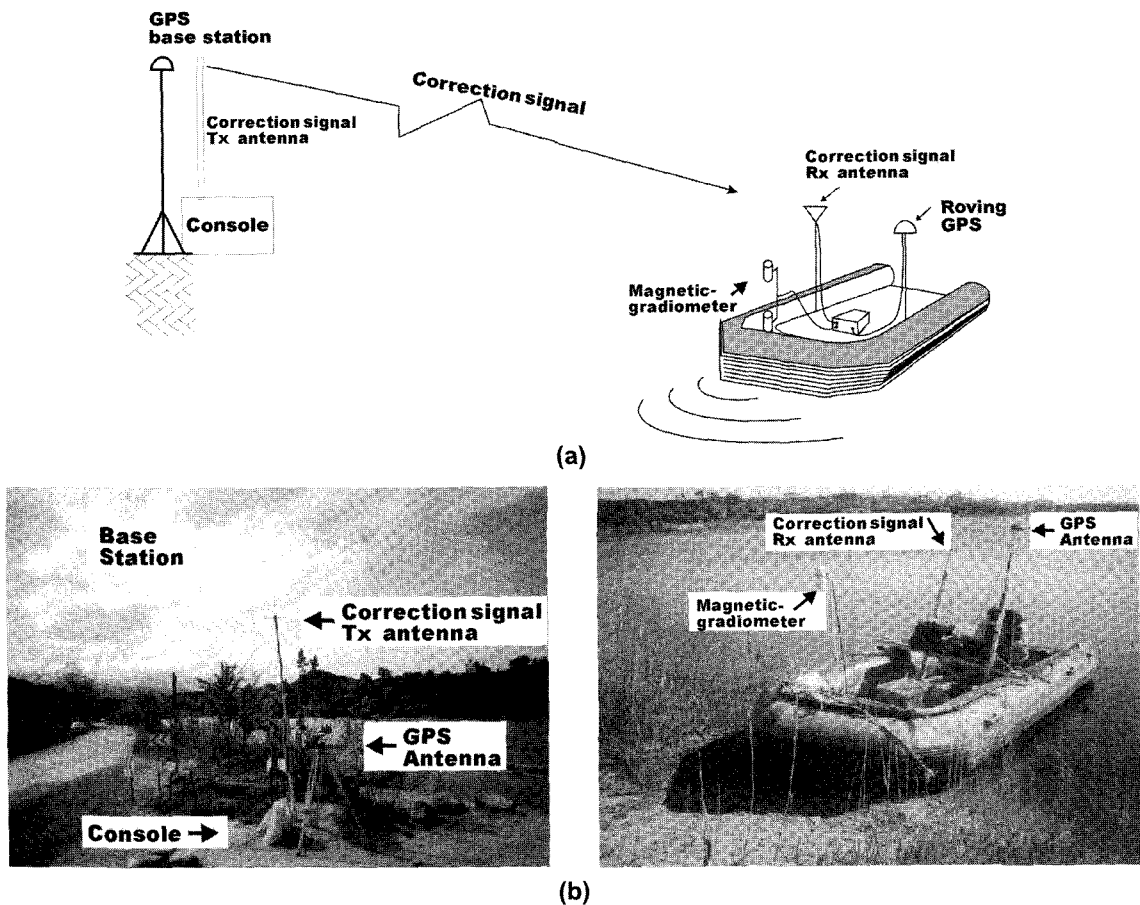 GPS
base station
Correction signal
Tx antenna
Console
Correction signal
Correction signal
Rx antenna
Roving
GPS
Magnetic-
gradiometer
(a)
Base
Station
Correction signal
Tx antenna
GPS
Antenna
Console
Correction signal
Rx antenna
GPS
Antenna
Magnetic-
gradiometer
(b)